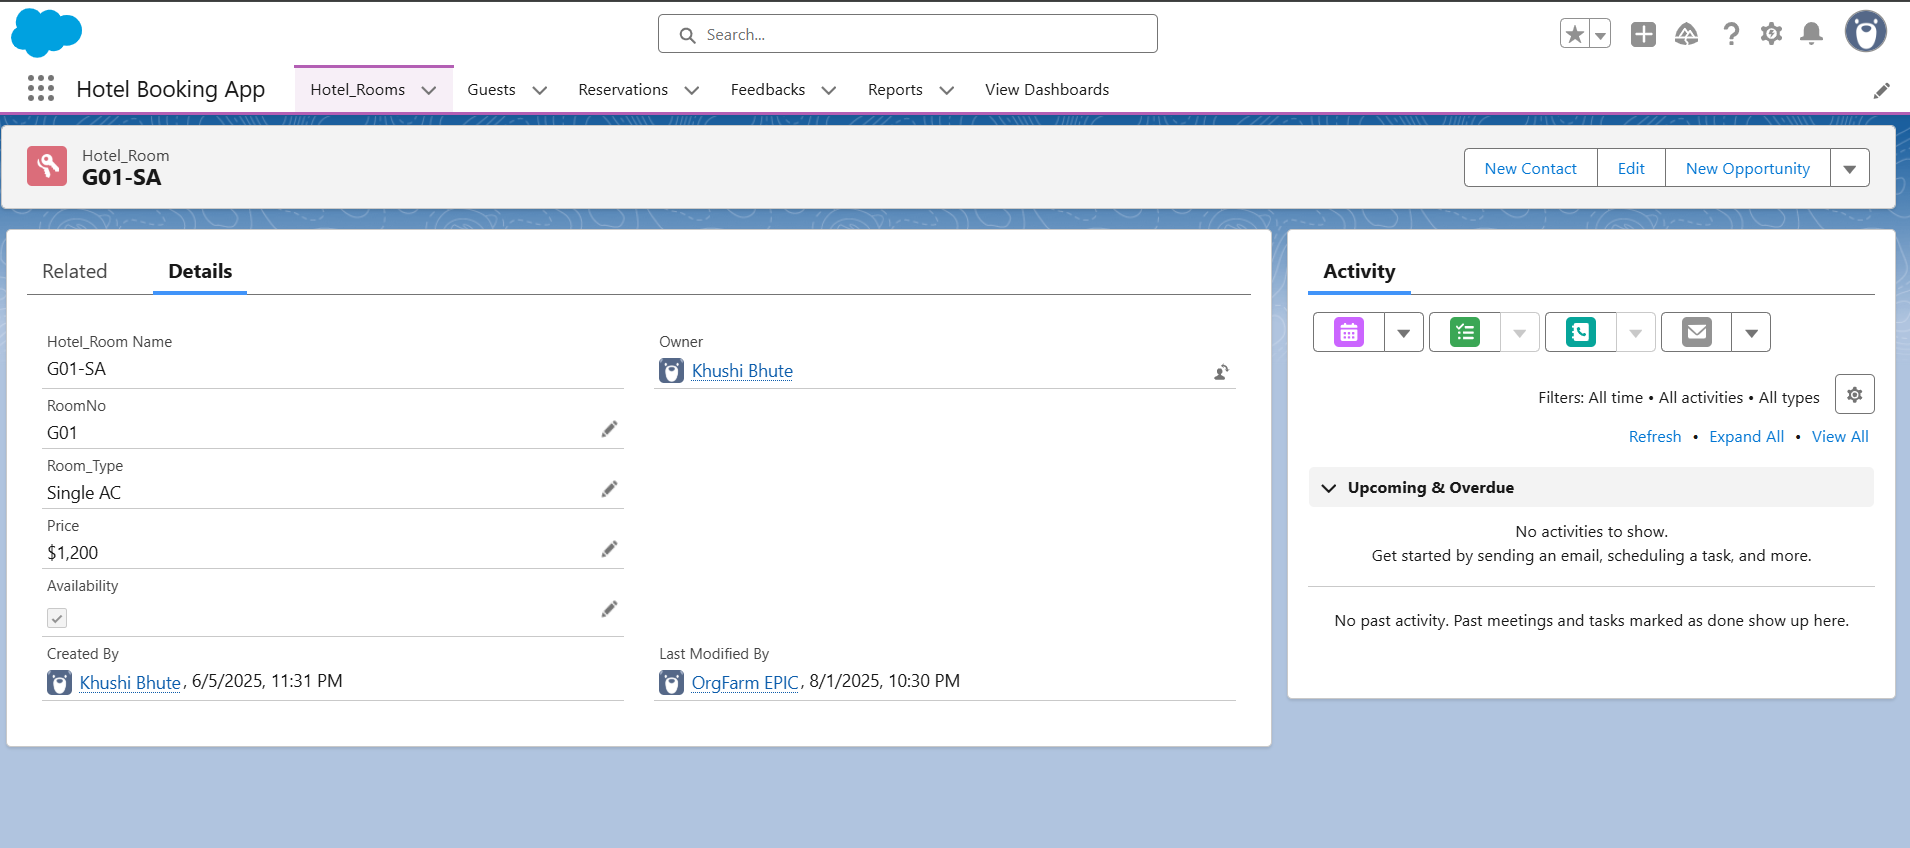 Search...
Hotel Booking App
Hotel_Rooms
Guests
Reservations
Feedbacks
Reports
View Dashboards
Hotel_Room
G01-SA
New Contact
Edit
New Opportunity
Related
Details
Hotel_Room Name
G01-SA
Owner
Khushi Bhute
RoomNo
G01
Room_Type
Single AC
Price
$1,200
Availability
Created By
Khushi Bhute, 6/5/2025, 11:31 PM
Last Modified By
OrgFarm EPIC, 8/1/2025, 10:30 PM
Activity
Filters: All time • All activities • All types
Refresh • Expand All • View All
Upcoming & Overdue
No activities to show.
Get started by sending an email, scheduling a task, and more.
No past activity. Past meetings and tasks marked as done show up here.